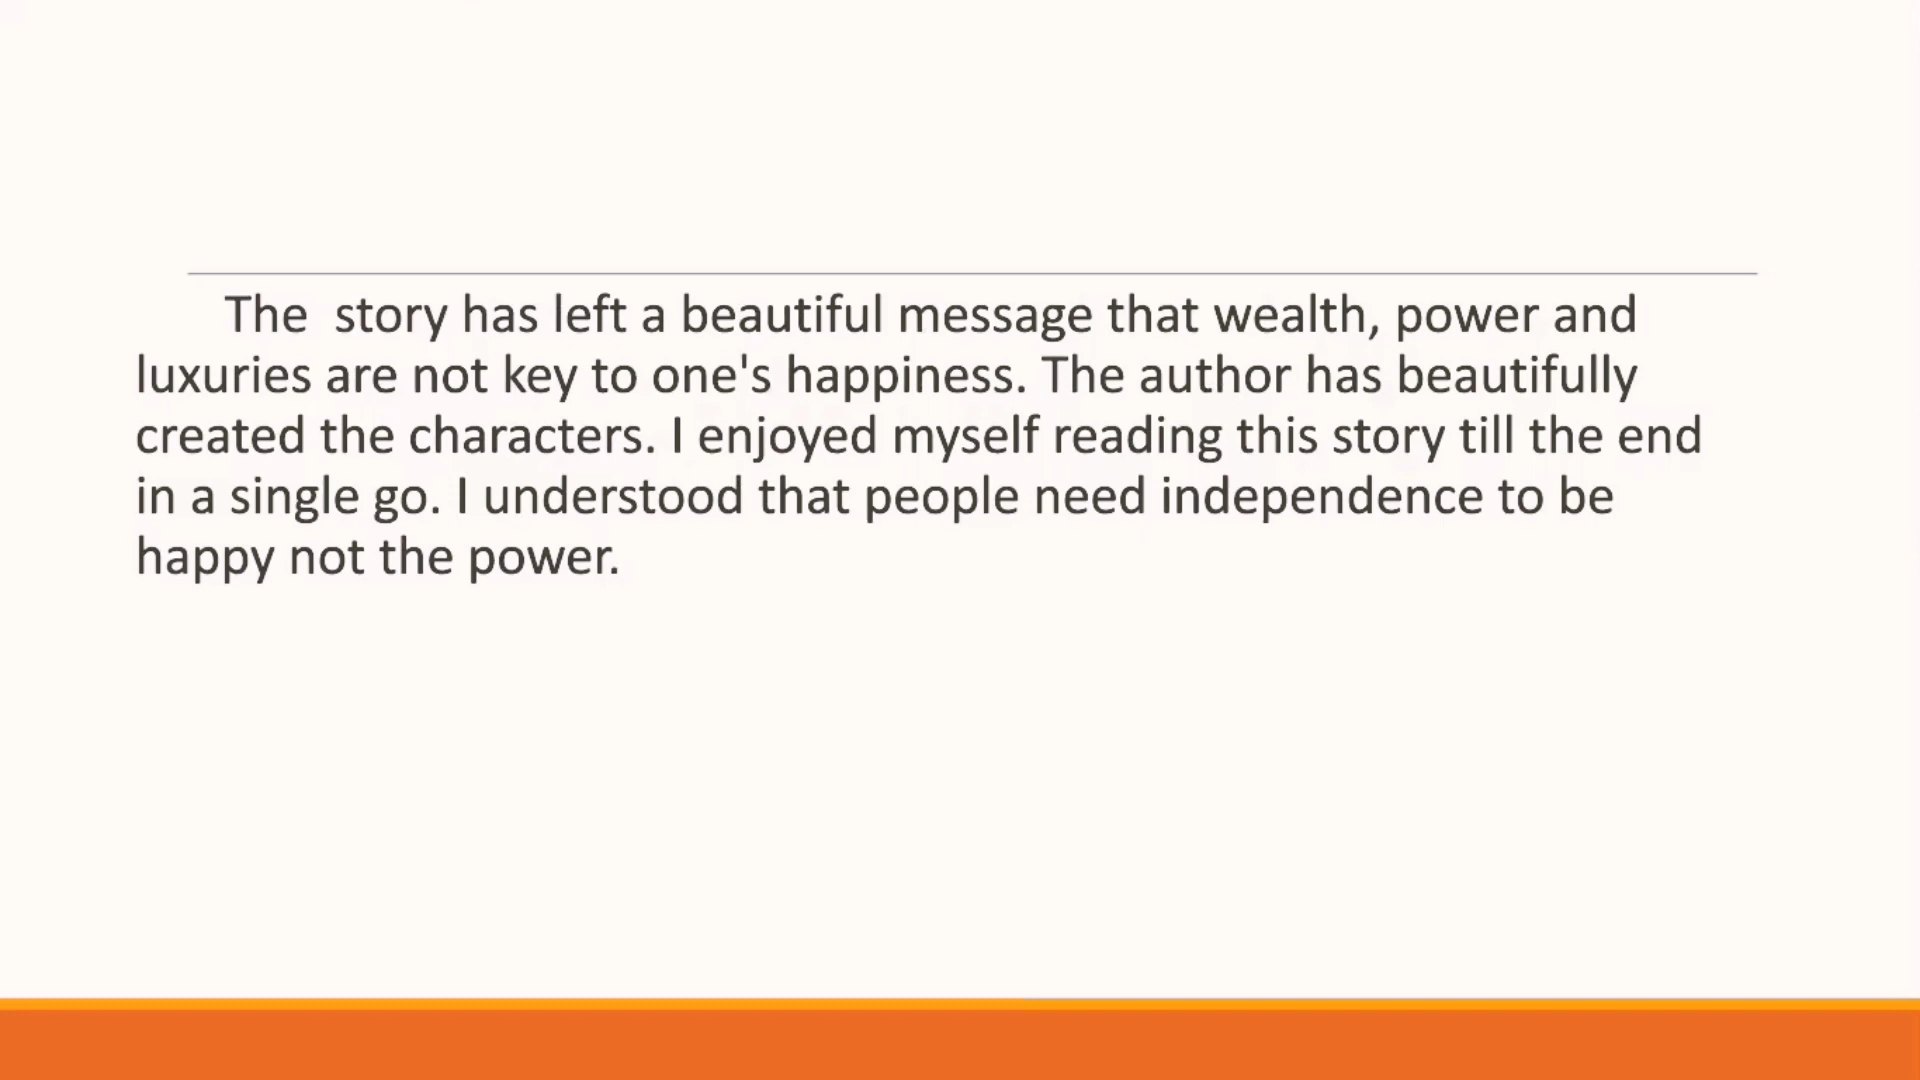 The  story has left a beautiful message that wealth, power and
luxuries are not key to one's happiness. The author has beautifully
created the characters. I enjoyed myself reading this story till the end
in a single go. I understood that people need independence to be
happy not the power.